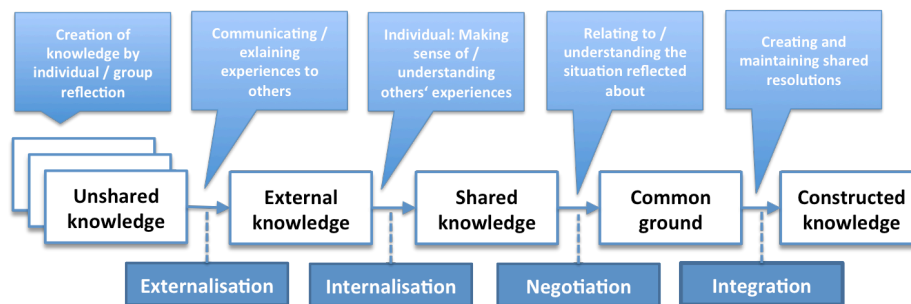 Creation of
knowledge by
individual / group
reflection
Communicating /
exlaining
experiences to
others
Individual: Making
sense of /
understanding
others‘ experiences
Relating to /
understanding the
situation reflected
about
Creating and
maintaining shared
resolutions
Unshared
knowledge
External
knowledge
Shared
knowledge
Common
ground
Constructed
knowledge
Externalisation
Internalisation
Negotiation
Integration